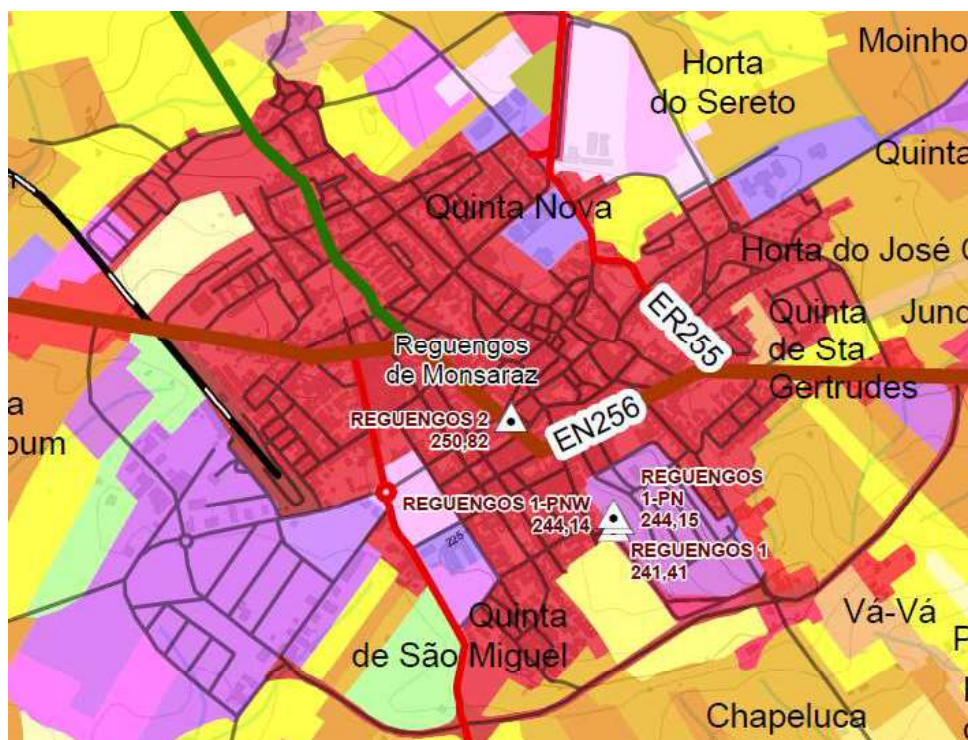 Moinho
Horta
do Sereto
Quinta
Quinta Nova
Horta do José
ER255
Quinta
de Sta.
Gertrudes
Reguengos
de Monsaraz
REGUENGOS 2
250,82
EN256
REGUENGOS
1-PN
244,15
REGUENGOS 1-PNW
244,14
REGUENGOS 1
241,41
225
Quinta
de São Miguel
Vá-Vá
Chapeluca